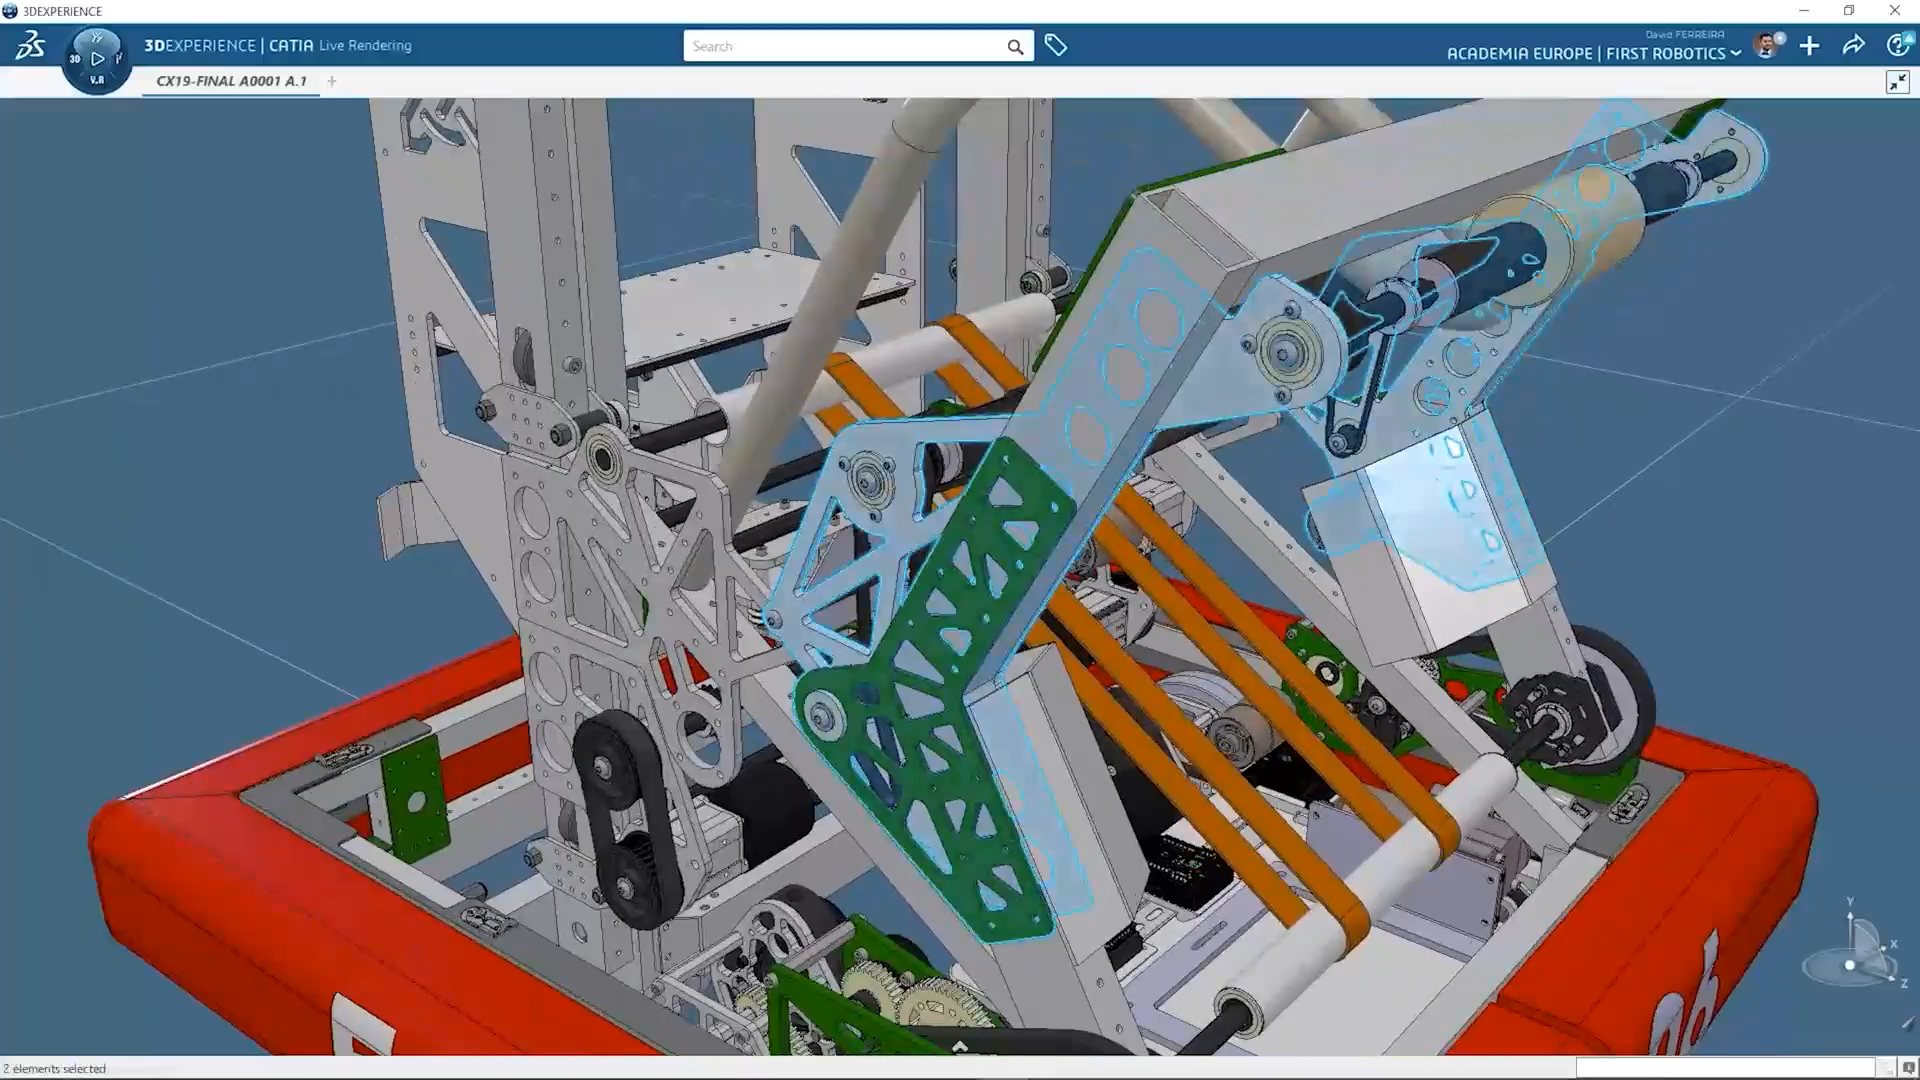 3DEXPERIENCE
3DEXPERIENCE | CATIA Live Rendering
3D
V.R
Search
David FERREIRA
ACADEMIA EUROPE | FIRST ROBOTICS
CX19-FINAL A0001 A.1
Y
X
Z
2 elements selected